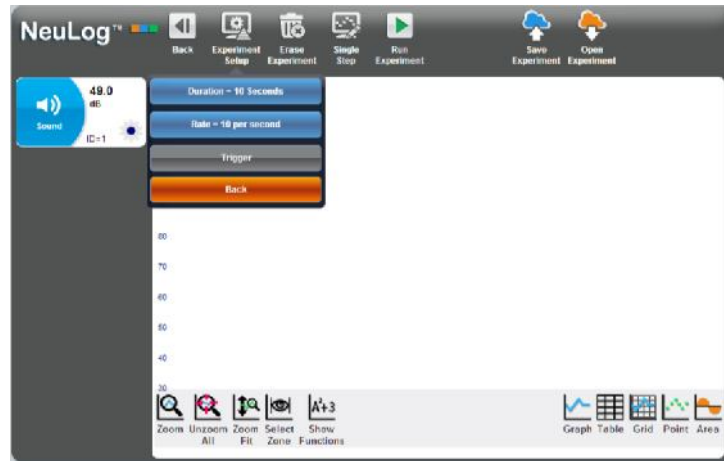 NeuLog™
Back
Experiment
Setup
Erase
Experiment
Single
Step
Run
Experiment
Save
Experiment
Open
Experiment
49.0
dB
Sound
ID=1
Duration - 10 Seconds
Rate - 10 per second
Trigger
Back
80
70
60
50
40
30
A²+3
Zoom
Unzoom
All
Zoom
Fit
Select
Zone
Show
Functions
Graph
Table
Grid
Point
Area